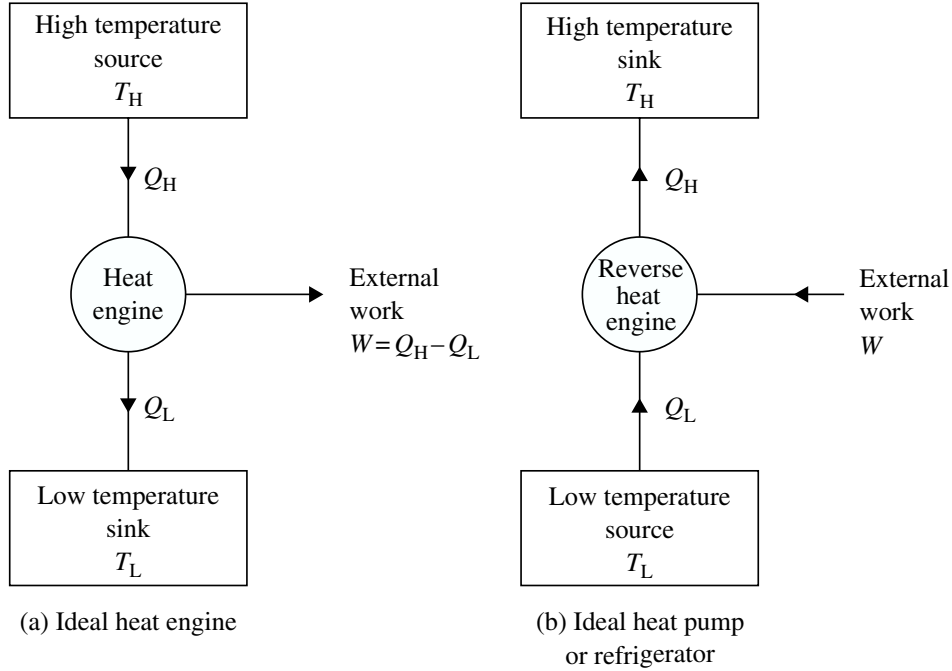 High temperature
source
T_H
Q_H
Heat
engine
External
work
W = Q_H − Q_L
Q_L
Low temperature
sink
T_L
(a) Ideal heat engine
High temperature
sink
T_H
Q_H
Reverse
heat
engine
External
work
W
Q_L
Low temperature
source
T_L
(b) Ideal heat pump
or refrigerator